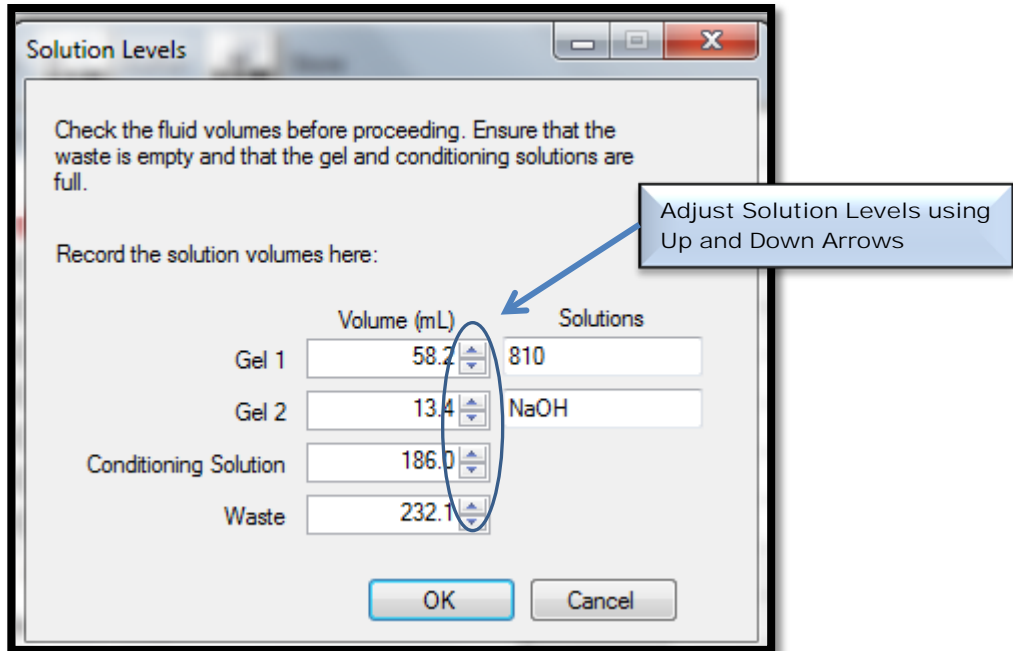 Solution Levels
Check the fluid volumes before proceeding. Ensure that the
waste is empty and that the gel and conditioning solutions are
full.
Adjust Solution Levels using
Up and Down Arrows
Record the solution volumes here:
Volume (mL) Solutions
Gel 1 58.2 810
Gel 2 13.4 NaOH
Conditioning Solution 186.0
Waste 232.1
OK Cancel